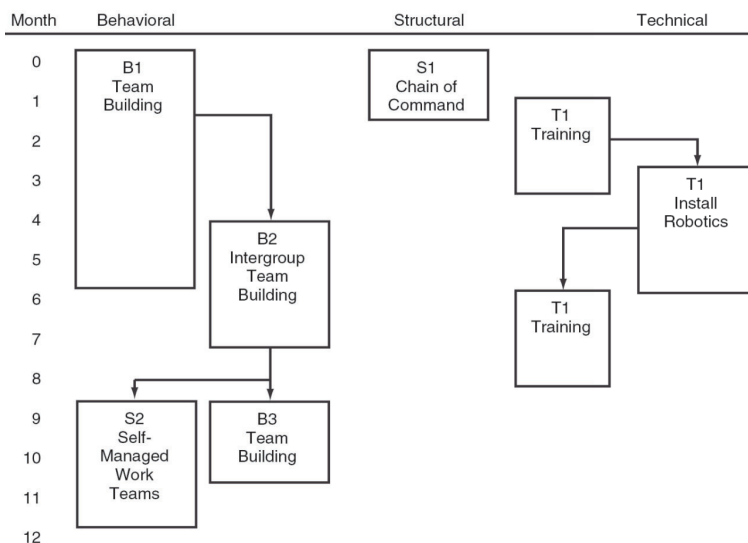 Month Behavioral Structural Technical
0
1
2
3
4
5
6
7
8
9
10
11
12
B1
Team
Building
B2
Intergroup
Team
Building
S2
Self-
Managed
Work
Teams
B3
Team
Building
S1
Chain of
Command
T1
Training
T1
Install
Robotics
T1
Training